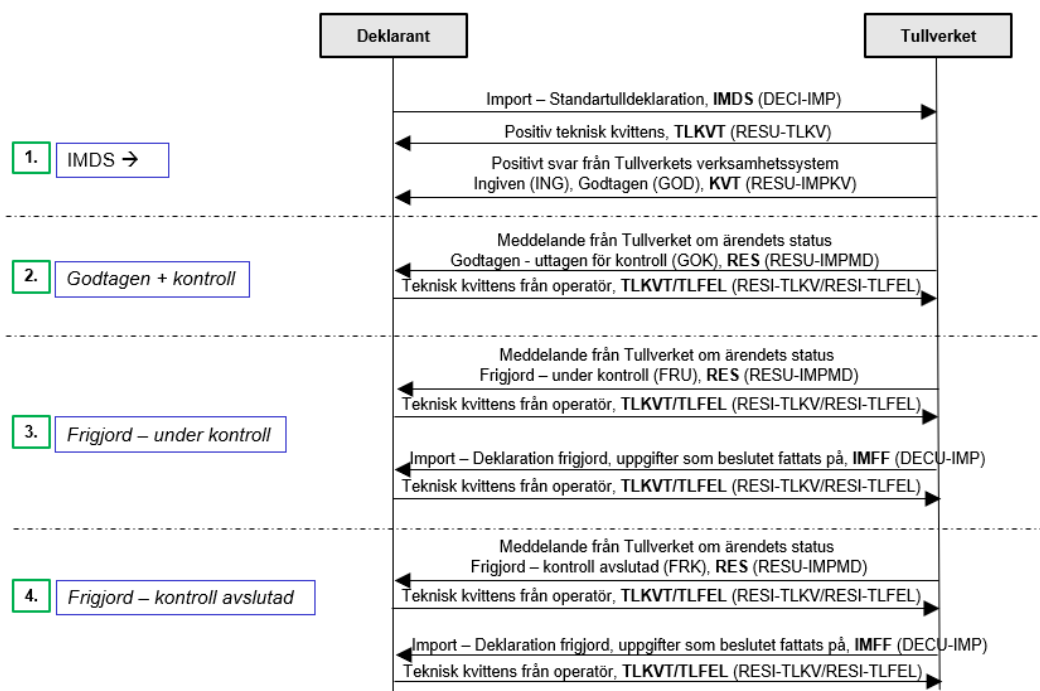 Deklarant
Tullverket
Import – Standartulldeklaration, IMDS (DECI-IMP)
Positiv teknisk kvittens, TLKVT (RESU-TLKV)
1.
IMDS →
Positivt svar från Tullverkets verksamhetssystem
Ingiven (ING), Godtagen (GOD), KVT (RESU-IMPKV)
2.
Godtagen + kontroll
Meddelande från Tullverket om ärendets status
Godtagen - uttagen för kontroll (GOK), RES (RESU-IMPMD)
Teknisk kvittens från operatör, TLKVT/TLFEL (RESI-TLKV/RESI-TLFEL)
3.
Frigjord – under kontroll
Meddelande från Tullverket om ärendets status
Frigjord – under kontroll (FRU), RES (RESU-IMPMD)
Teknisk kvittens från operatör, TLKVT/TLFEL (RESI-TLKV/RESI-TLFEL)
Import – Deklaration frigjord, uppgifter som beslutet fattats på, IMFF (DECU-IMP)
Teknisk kvittens från operatör, TLKVT/TLFEL (RESI-TLKV/RESI-TLFEL)
4.
Frigjord – kontroll avslutad
Meddelande från Tullverket om ärendets status
Frigjord – kontroll avslutad (FRK), RES (RESU-IMPMD)
Teknisk kvittens från operatör, TLKVT/TLFEL (RESI-TLKV/RESI-TLFEL)
Import – Deklaration frigjord, uppgifter som beslutet fattats på, IMFF (DECU-IMP)
Teknisk kvittens från operatör, TLKVT/TLFEL (RESI-TLKV/RESI-TLFEL)